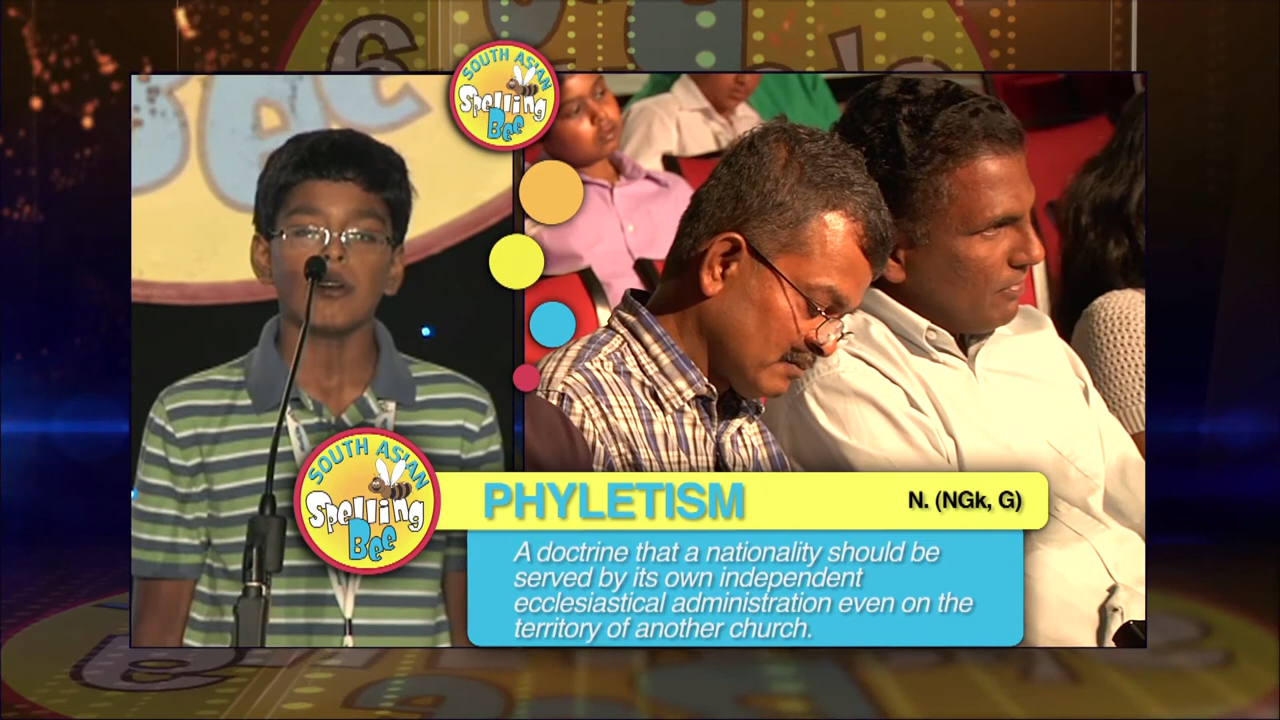 SOUTH ASIAN
Spelling
Bee
SOUTH ASIAN
Spelling
Bee
PHYLETISM
N. (NGk, G)
A doctrine that a nationality should be
served by its own independent
ecclesiastical administration even on the
territory of another church.